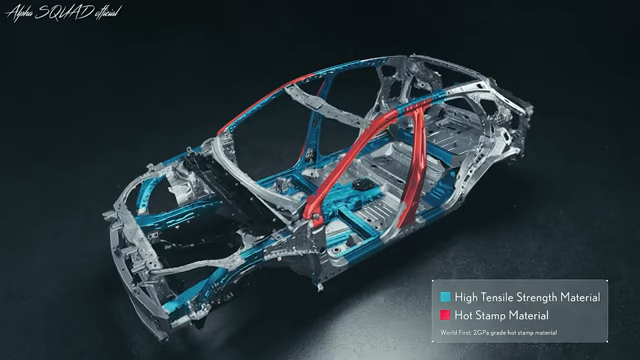 Alpha SQUAD official
High Tensile Strength Material
Hot Stamp Material
World First: 2GPa grade hot stamp material